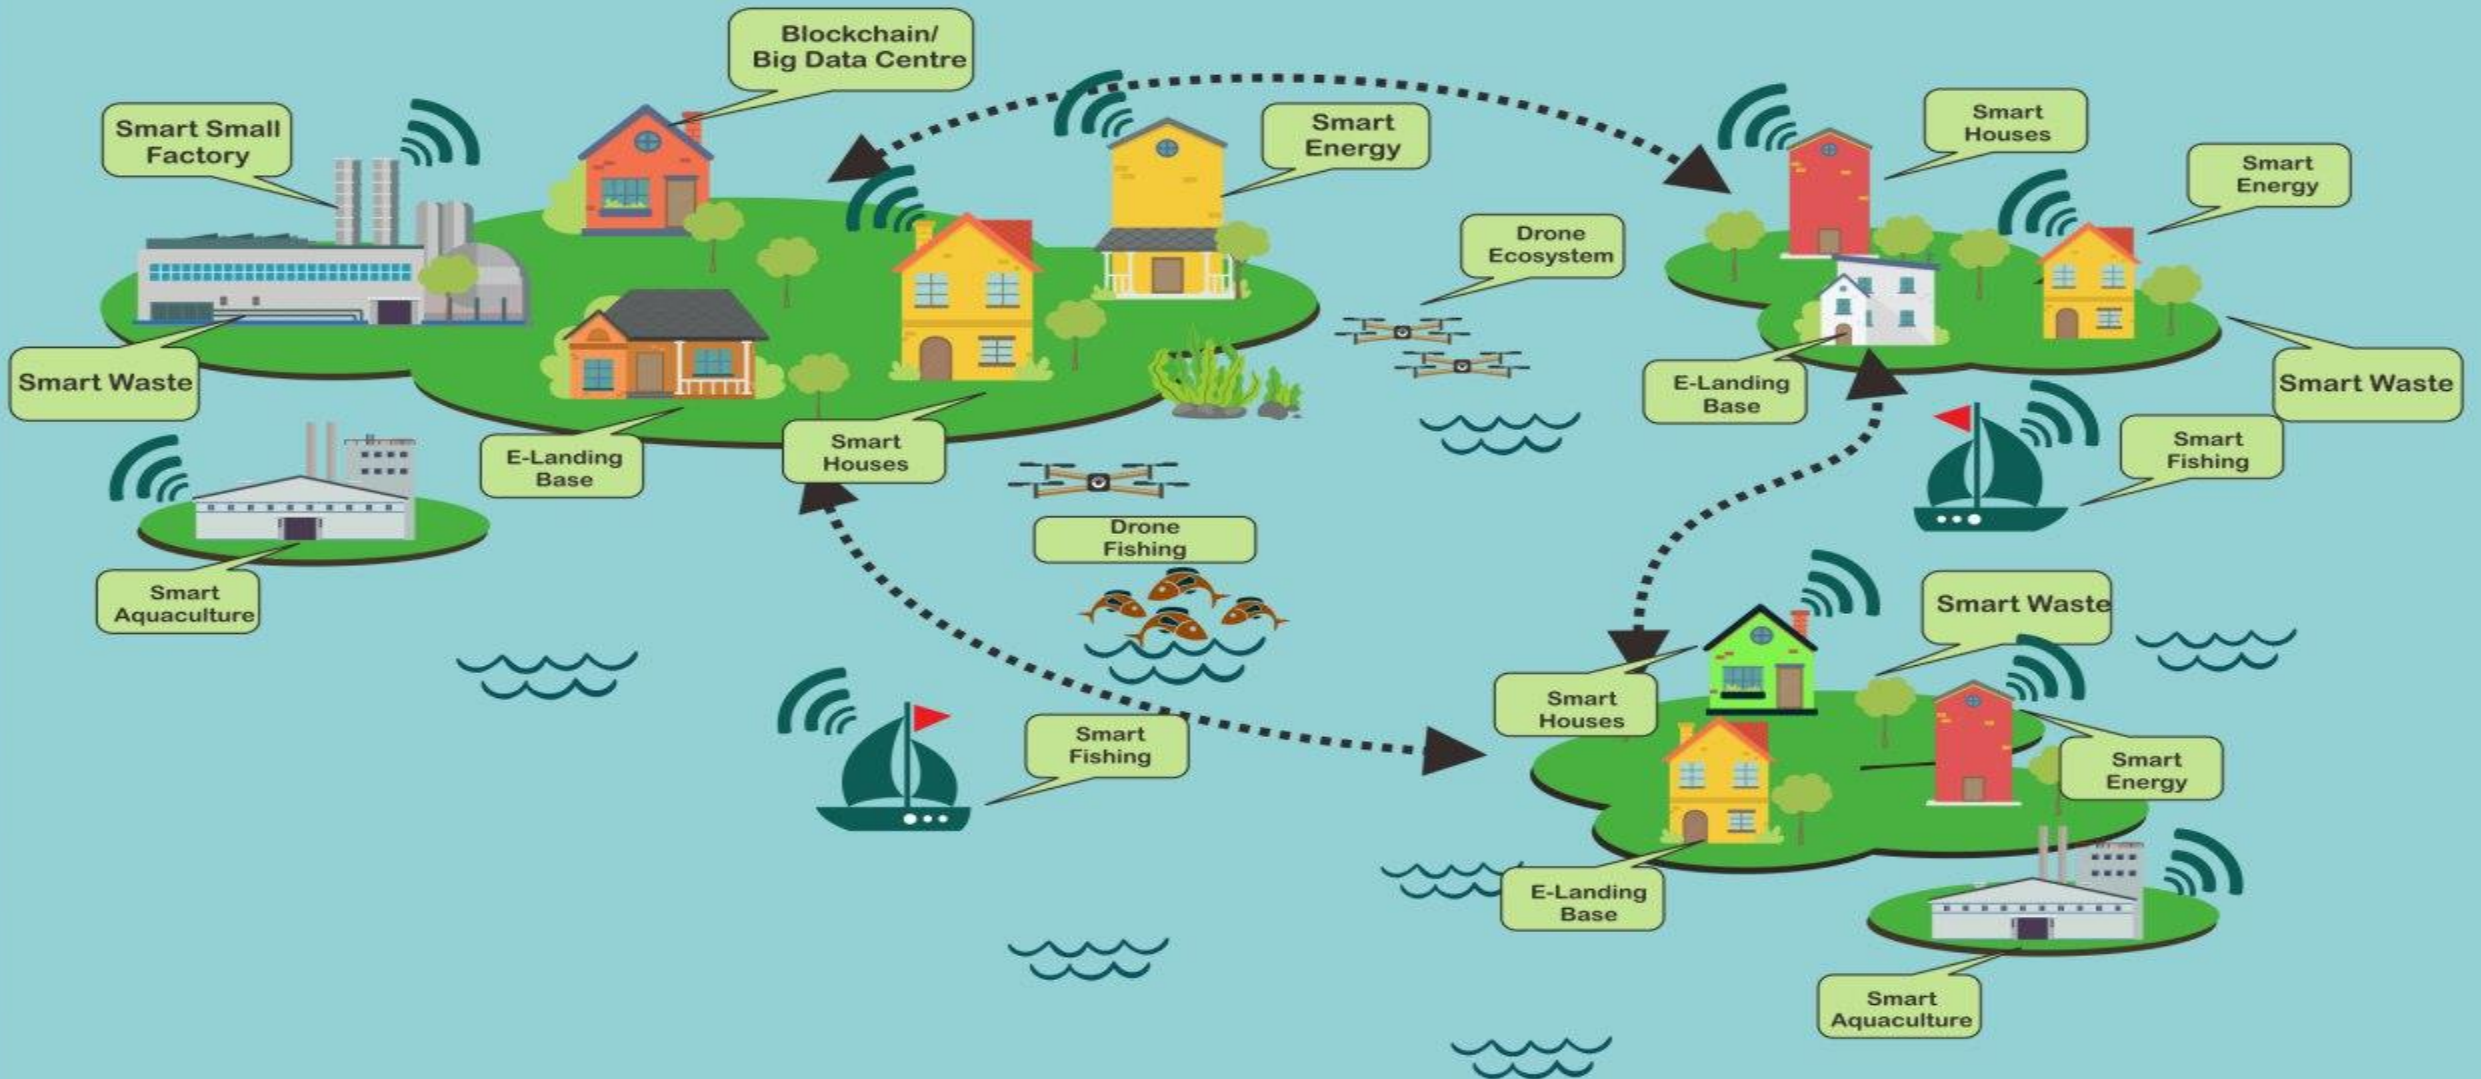 Blockchain/
Big Data Centre
Smart Small
Factory
Smart
Energy
Smart
Houses
Smart
Energy
Drone
Ecosystem
Smart Waste
E-Landing
Base
Smart Waste
E-Landing
Base
Smart
Houses
Smart
Fishing
Drone
Fishing
Smart
Aquaculture
Smart Waste
Smart
Houses
Smart
Fishing
Smart
Energy
E-Landing
Base
Smart
Aquaculture